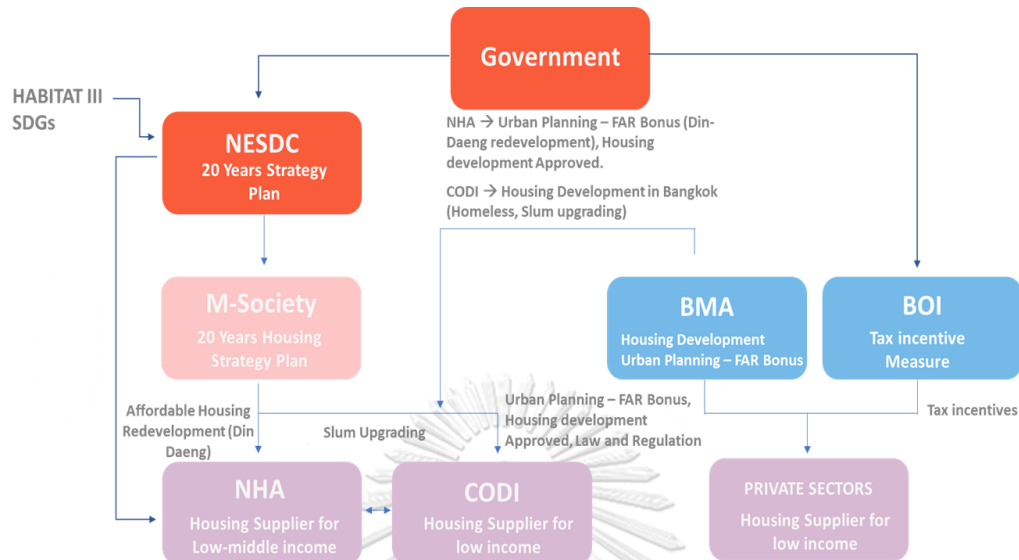 Government
HABITAT III
SDGs
NESDC
20 Years Strategy
Plan
NHA → Urban Planning – FAR Bonus (Din-
Daeng redevelopment), Housing
development Approved.
CODI → Housing Development in Bangkok
(Homeless, Slum upgrading)
M-Society
20 Years Housing
Strategy Plan
BMA
Housing Development
Urban Planning – FAR Bonus
BOI
Tax incentive
Measure
Affordable Housing
Redevelopment (Din
Daeng)
Slum Upgrading
Urban Planning – FAR Bonus,
Housing development
Approved, Law and Regulation
Tax incentives
NHA
Housing Supplier for
Low-middle income
CODI
Housing Supplier for
low income
PRIVATE SECTORS
Housing Supplier for
low income